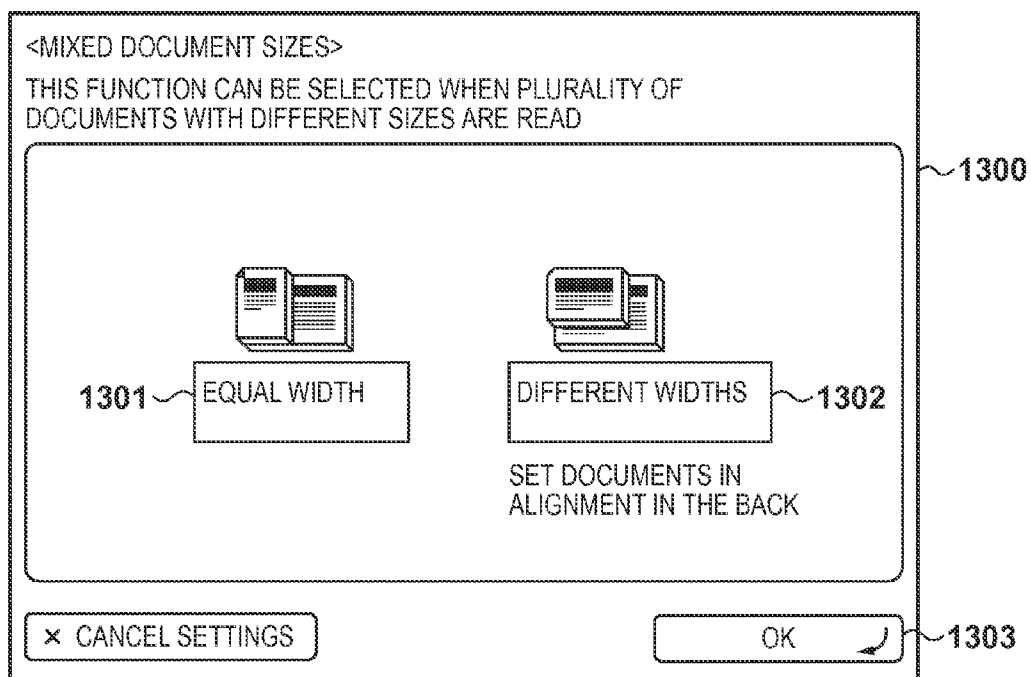 <MIXED DOCUMENT SIZES>
THIS FUNCTION CAN BE SELECTED WHEN PLURALITY OF
DOCUMENTS WITH DIFFERENT SIZES ARE READ
1300
1301
EQUAL WIDTH
DIFFERENT WIDTHS
1302
SET DOCUMENTS IN
ALIGNMENT IN THE BACK
× CANCEL SETTINGS
OK
1303